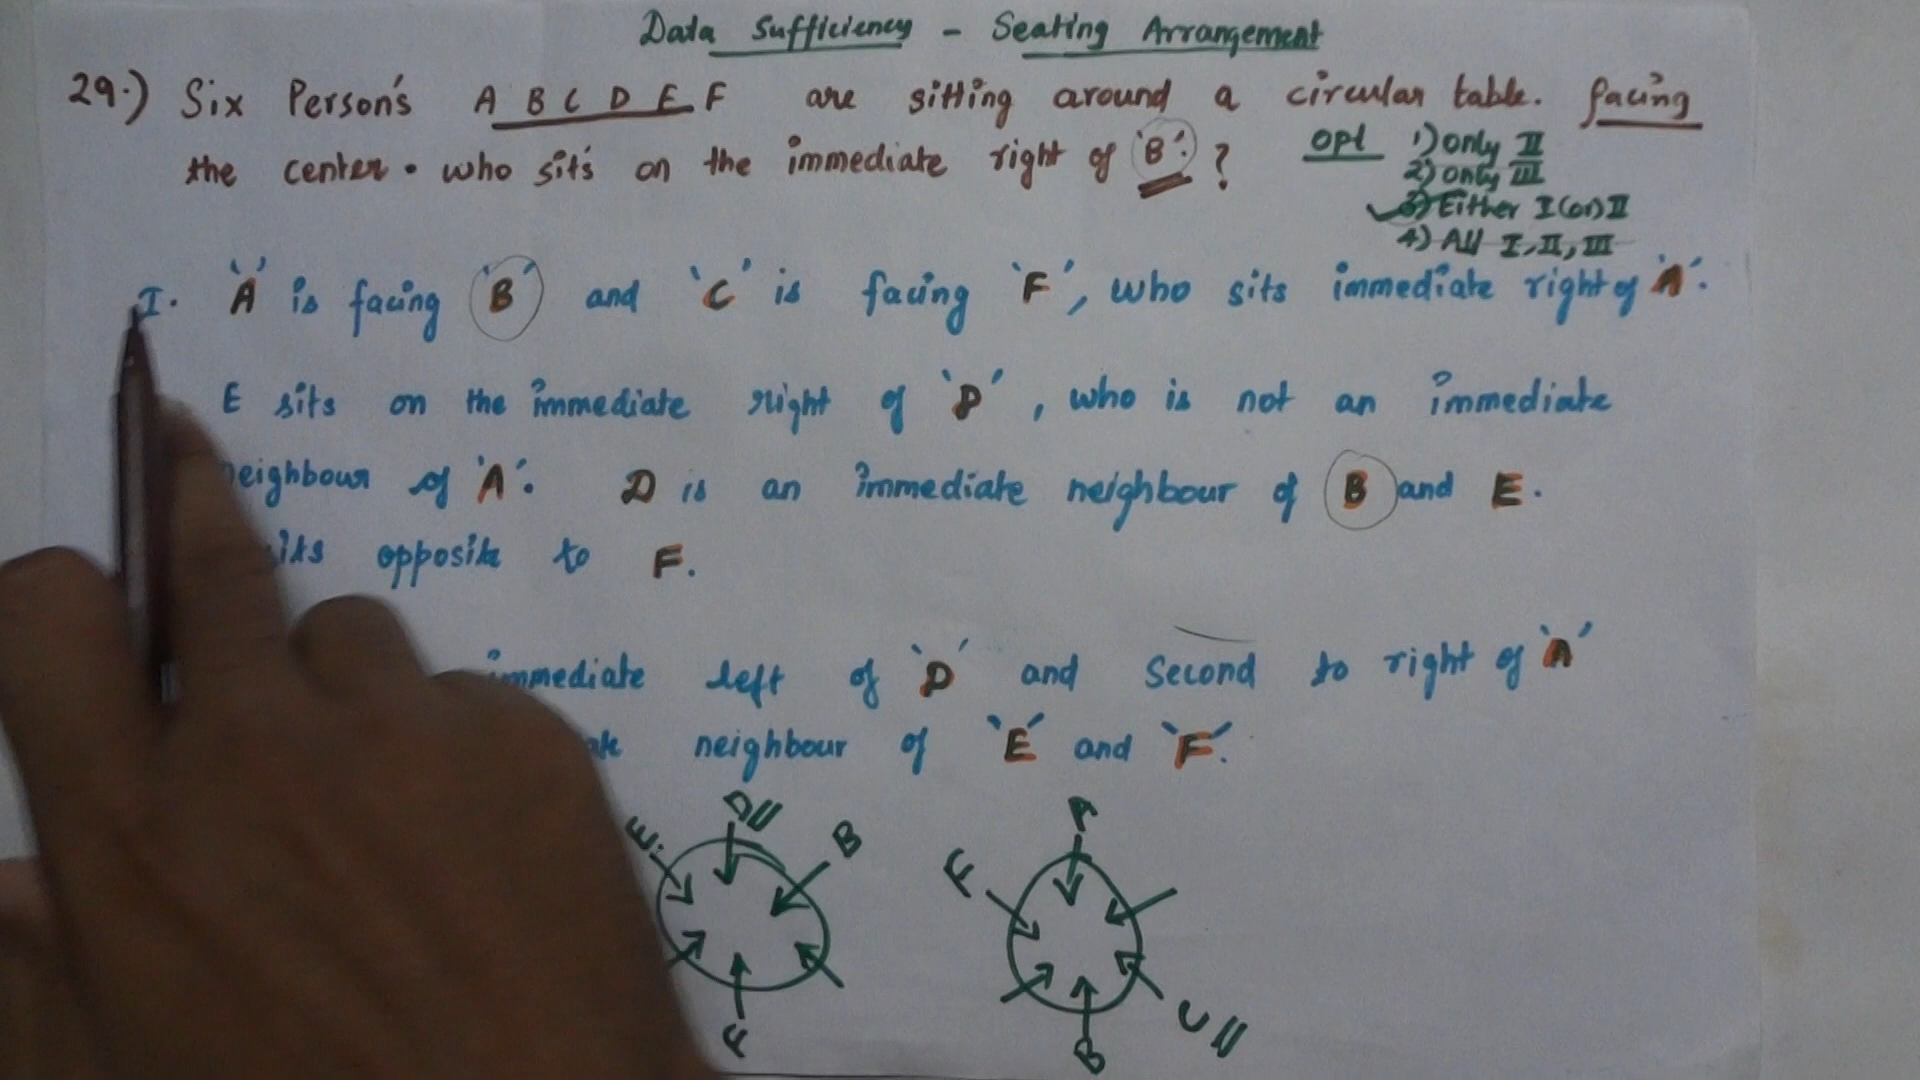 Data Sufficiency - Seating Arrangement
29.) Six Person's A B C D E F are sitting around a circular table. facing
the center. who sit's on the immediate right of 'B'. ?
Opt 1) Only II
2) Only III
3) Either I (or) II
4) All I, II, III
I. 'A' is facing 'B' and 'C' is facing 'F', who sits immediate right of 'A'.
E sits on the immediate right of 'D', who is not an immediate
neighbour of 'A'. D is an immediate neighbour of B and E.
opposite to F.
immediate left of 'D' and Second to right of 'A'
neighbour of 'E' and 'F'.
E D B
F
A
F
C
B